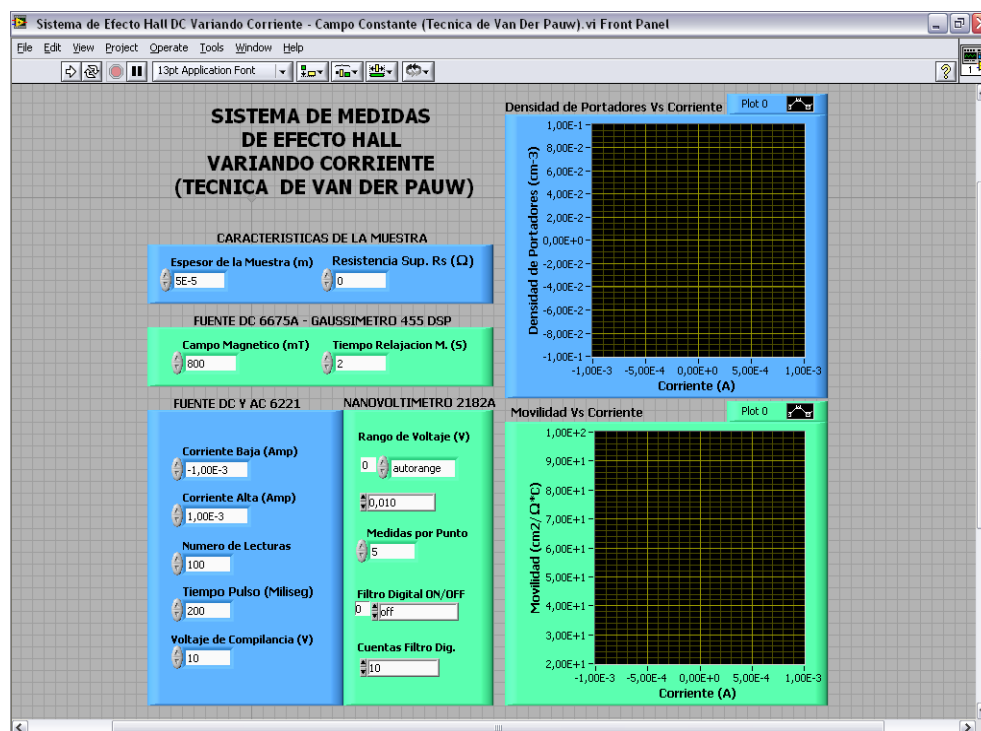 Sistema de Efecto Hall DC Variando Corriente - Campo Constante (Tecnica de Van Der Pauw).vi Front Panel
File Edit View Project Operate Tools Window Help
13pt Application Font
1
SISTEMA DE MEDIDAS
DE EFECTO HALL
VARIANDO CORRIENTE
(TECNICA DE VAN DER PAUW)
CARACTERISTICAS DE LA MUESTRA
Espesor de la Muestra (m) Resistencia Sup. Rs (Ω)
5E-5 0
FUENTE DC 6675A - GAUSSIMETRO 455 DSP
Campo Magnetico (mT) Tiempo Relajacion M. (S)
800 2
FUENTE DC Y AC 6221
Corriente Baja (Amp)
-1,00E-3
Corriente Alta (Amp)
1,00E-3
Numero de Lecturas
100
Tiempo Pulso (Miliseg)
200
Voltaje de Compilancia (V)
10
NANOVOLTIMETRO 2182A
Rango de Voltaje (V)
0 autorange
0,010
Medidas por Punto
5
Filtro Digital ON/OFF
0 off
Cuentas Filtro Dig.
10
Densidad de Portadores Vs Corriente Plot 0
Densidad de Portadores (cm-3)
1,00E-1
8,00E-2
6,00E-2
4,00E-2
2,00E-2
0,00E+0
-2,00E-2
-4,00E-2
-6,00E-2
-8,00E-2
-1,00E-1
-1,00E-3 -5,00E-4 0,00E+0 5,00E-4 1,00E-3
Corriente (A)
Movilidad Vs Corriente Plot 0
Movilidad (cm2/Ω*C)
1,00E+2
9,00E+1
8,00E+1
7,00E+1
6,00E+1
5,00E+1
4,00E+1
3,00E+1
2,00E+1
-1,00E-3 -5,00E-4 0,00E+0 5,00E-4 1,00E-3
Corriente (A)